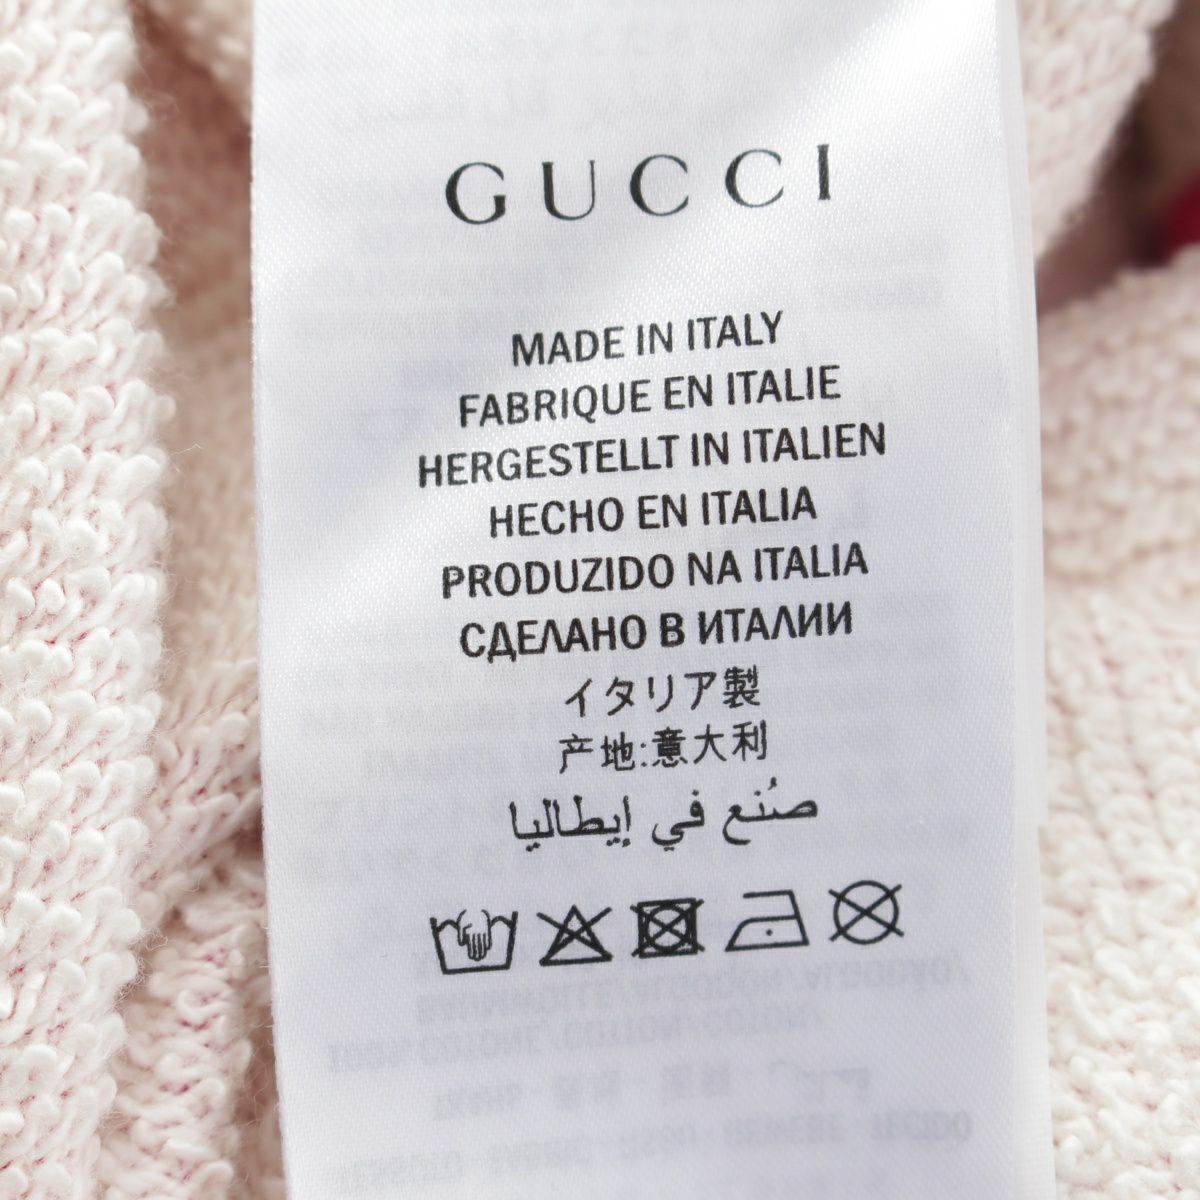 GUCCI
MADE IN ITALY
FABRIQUE EN ITALIE
HERGESTELLT IN ITALIEN
HECHO EN ITALIA
PRODUZIDO NA ITALIA
СДЕЛАНО В ИТАЛИИ
イタリア製
产地:意大利
صُنع في إيطاليا